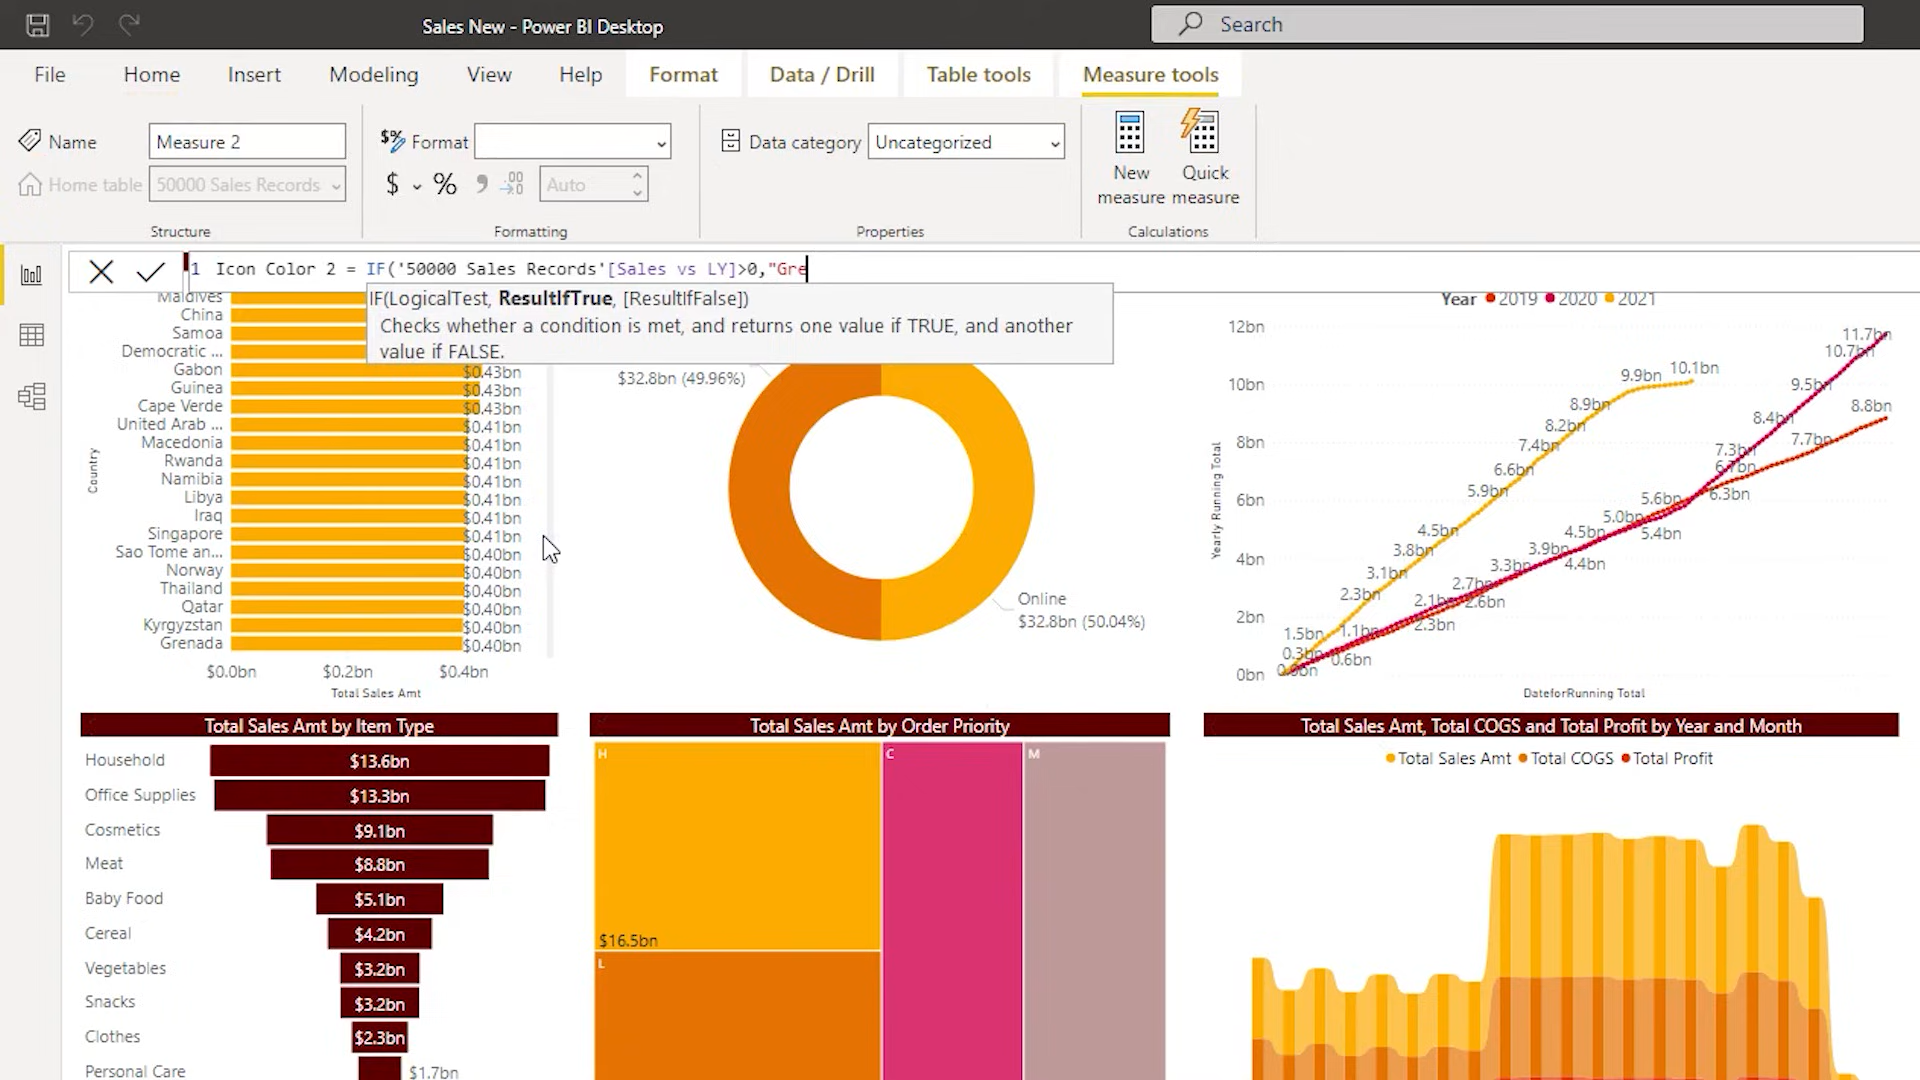 Sales New - Power BI Desktop
Search
File Home Insert Modeling View Help Format Data / Drill Table tools Measure tools
Name Measure 2
Home table 50000 Sales Records
Structure
Format
$ % Auto
Formatting
Data category Uncategorized
Properties
New measure
Quick measure
Calculations
1 Icon Color 2 = IF('50000 Sales Records'[Sales vs LY]>0,"Gre
IF(LogicalTest, ResultIfTrue, [ResultIfFalse])
Checks whether a condition is met, and returns one value if TRUE, and another
value if FALSE.
Country
Maldives
China
Samoa
Democratic ...
Gabon $0.43bn
Guinea $0.43bn
Cape Verde $0.43bn
United Arab ... $0.41bn
Macedonia $0.41bn
Rwanda $0.41bn
Namibia $0.41bn
Libya $0.41bn
Iraq $0.41bn
Singapore $0.41bn
Sao Tome an... $0.40bn
Norway $0.40bn
Thailand $0.40bn
Qatar $0.40bn
Kyrgyzstan $0.40bn
Grenada $0.40bn
$0.0bn $0.2bn $0.4bn
Total Sales Amt
$32.8bn (49.96%)
Online
$32.8bn (50.04%)
Year 2019 2020 2021
Yearly Running Total
12bn
10bn
8bn
6bn
4bn
2bn
0bn
11.7bn
10.7bn
10.1bn
9.9bn
9.5bn
8.9bn
8.8bn
8.4bn
8.2bn
7.7bn
7.4bn
7.3bn
6.7bn
6.6bn
6.3bn
5.9bn
5.6bn
5.4bn
5.0bn
4.5bn
4.5bn
4.4bn
3.9bn
3.8bn
3.3bn
3.1bn
2.7bn
2.6bn
2.3bn
2.1bn
2.3bn
1.5bn
1.1bn
0.3bn
0.6bn
DateforRunning Total
Total Sales Amt by Item Type
Household $13.6bn
Office Supplies $13.3bn
Cosmetics $9.1bn
Meat $8.8bn
Baby Food $5.1bn
Cereal $4.2bn
Vegetables $3.2bn
Snacks $3.2bn
Clothes $2.3bn
Personal Care $1.7bn
Total Sales Amt by Order Priority
H
$16.5bn
L
C
M
Total Sales Amt, Total COGS and Total Profit by Year and Month
Total Sales Amt Total COGS Total Profit